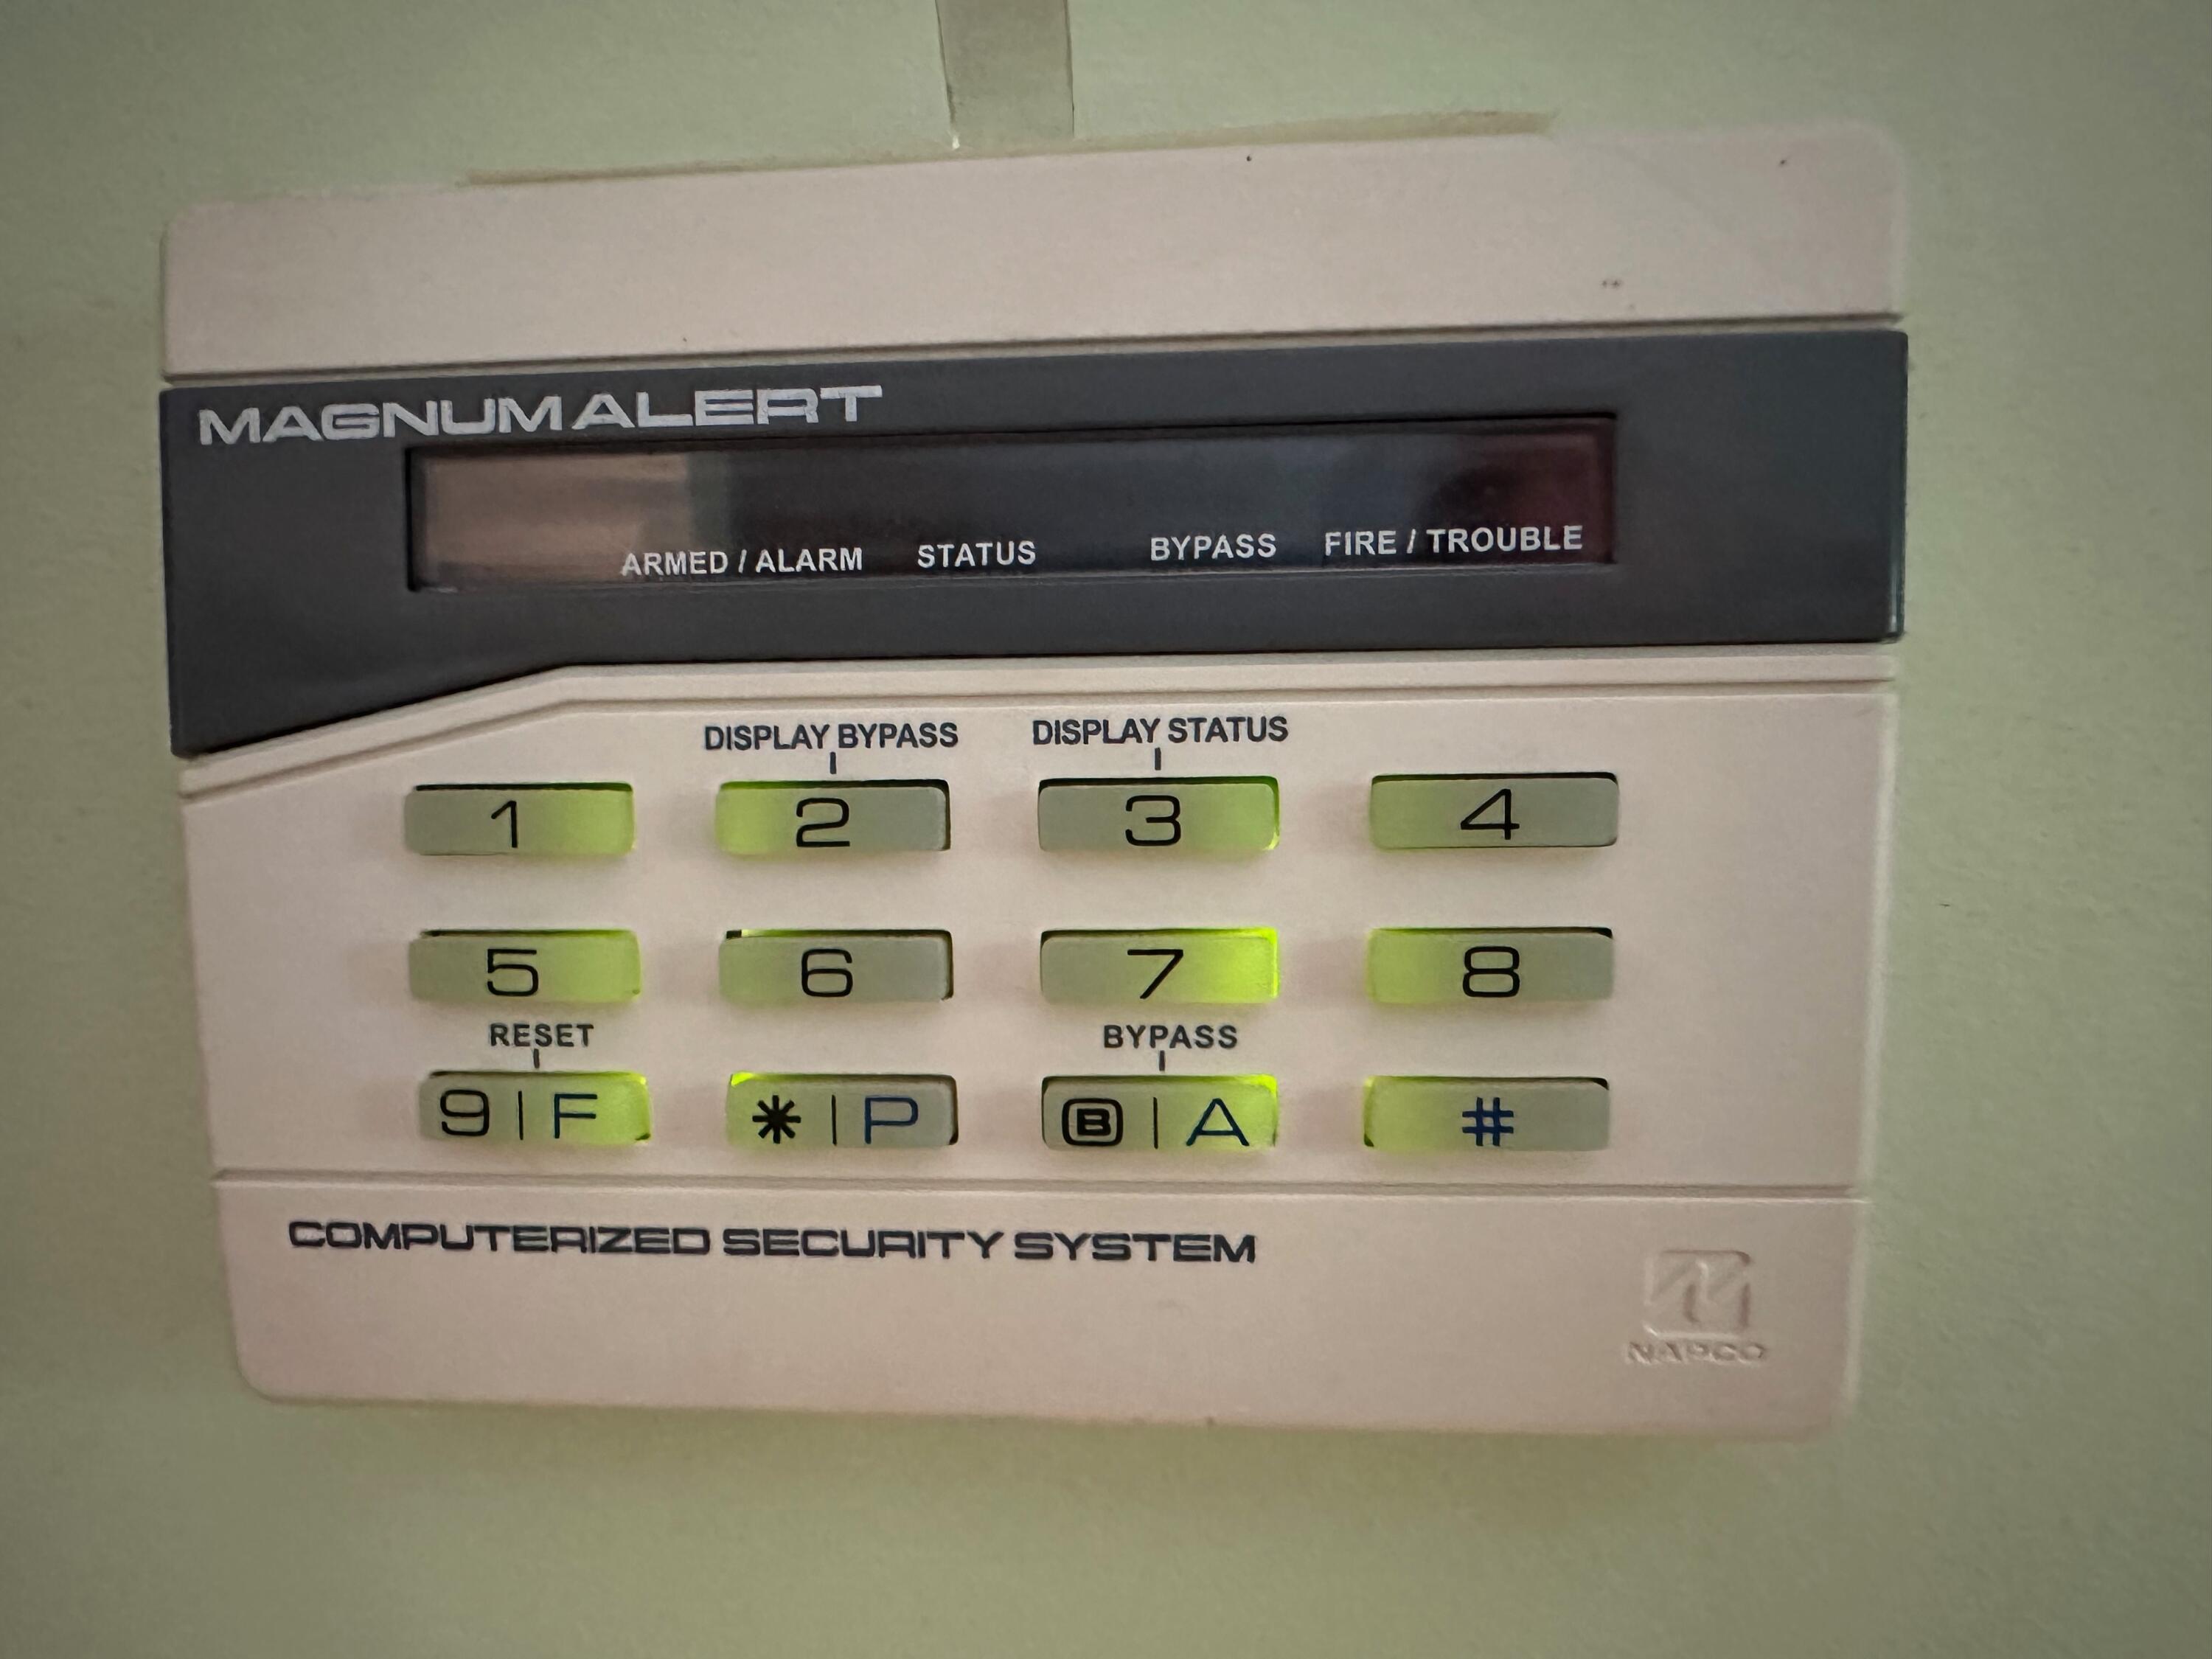 MAGNUM ALERT
ARMED / ALARM STATUS BYPASS FIRE / TROUBLE
DISPLAY BYPASS DISPLAY STATUS
1 2 3 4
5 6 7 8
RESET BYPASS
9 | F * | P B | A #
COMPUTERIZED SECURITY SYSTEM
NAPCO